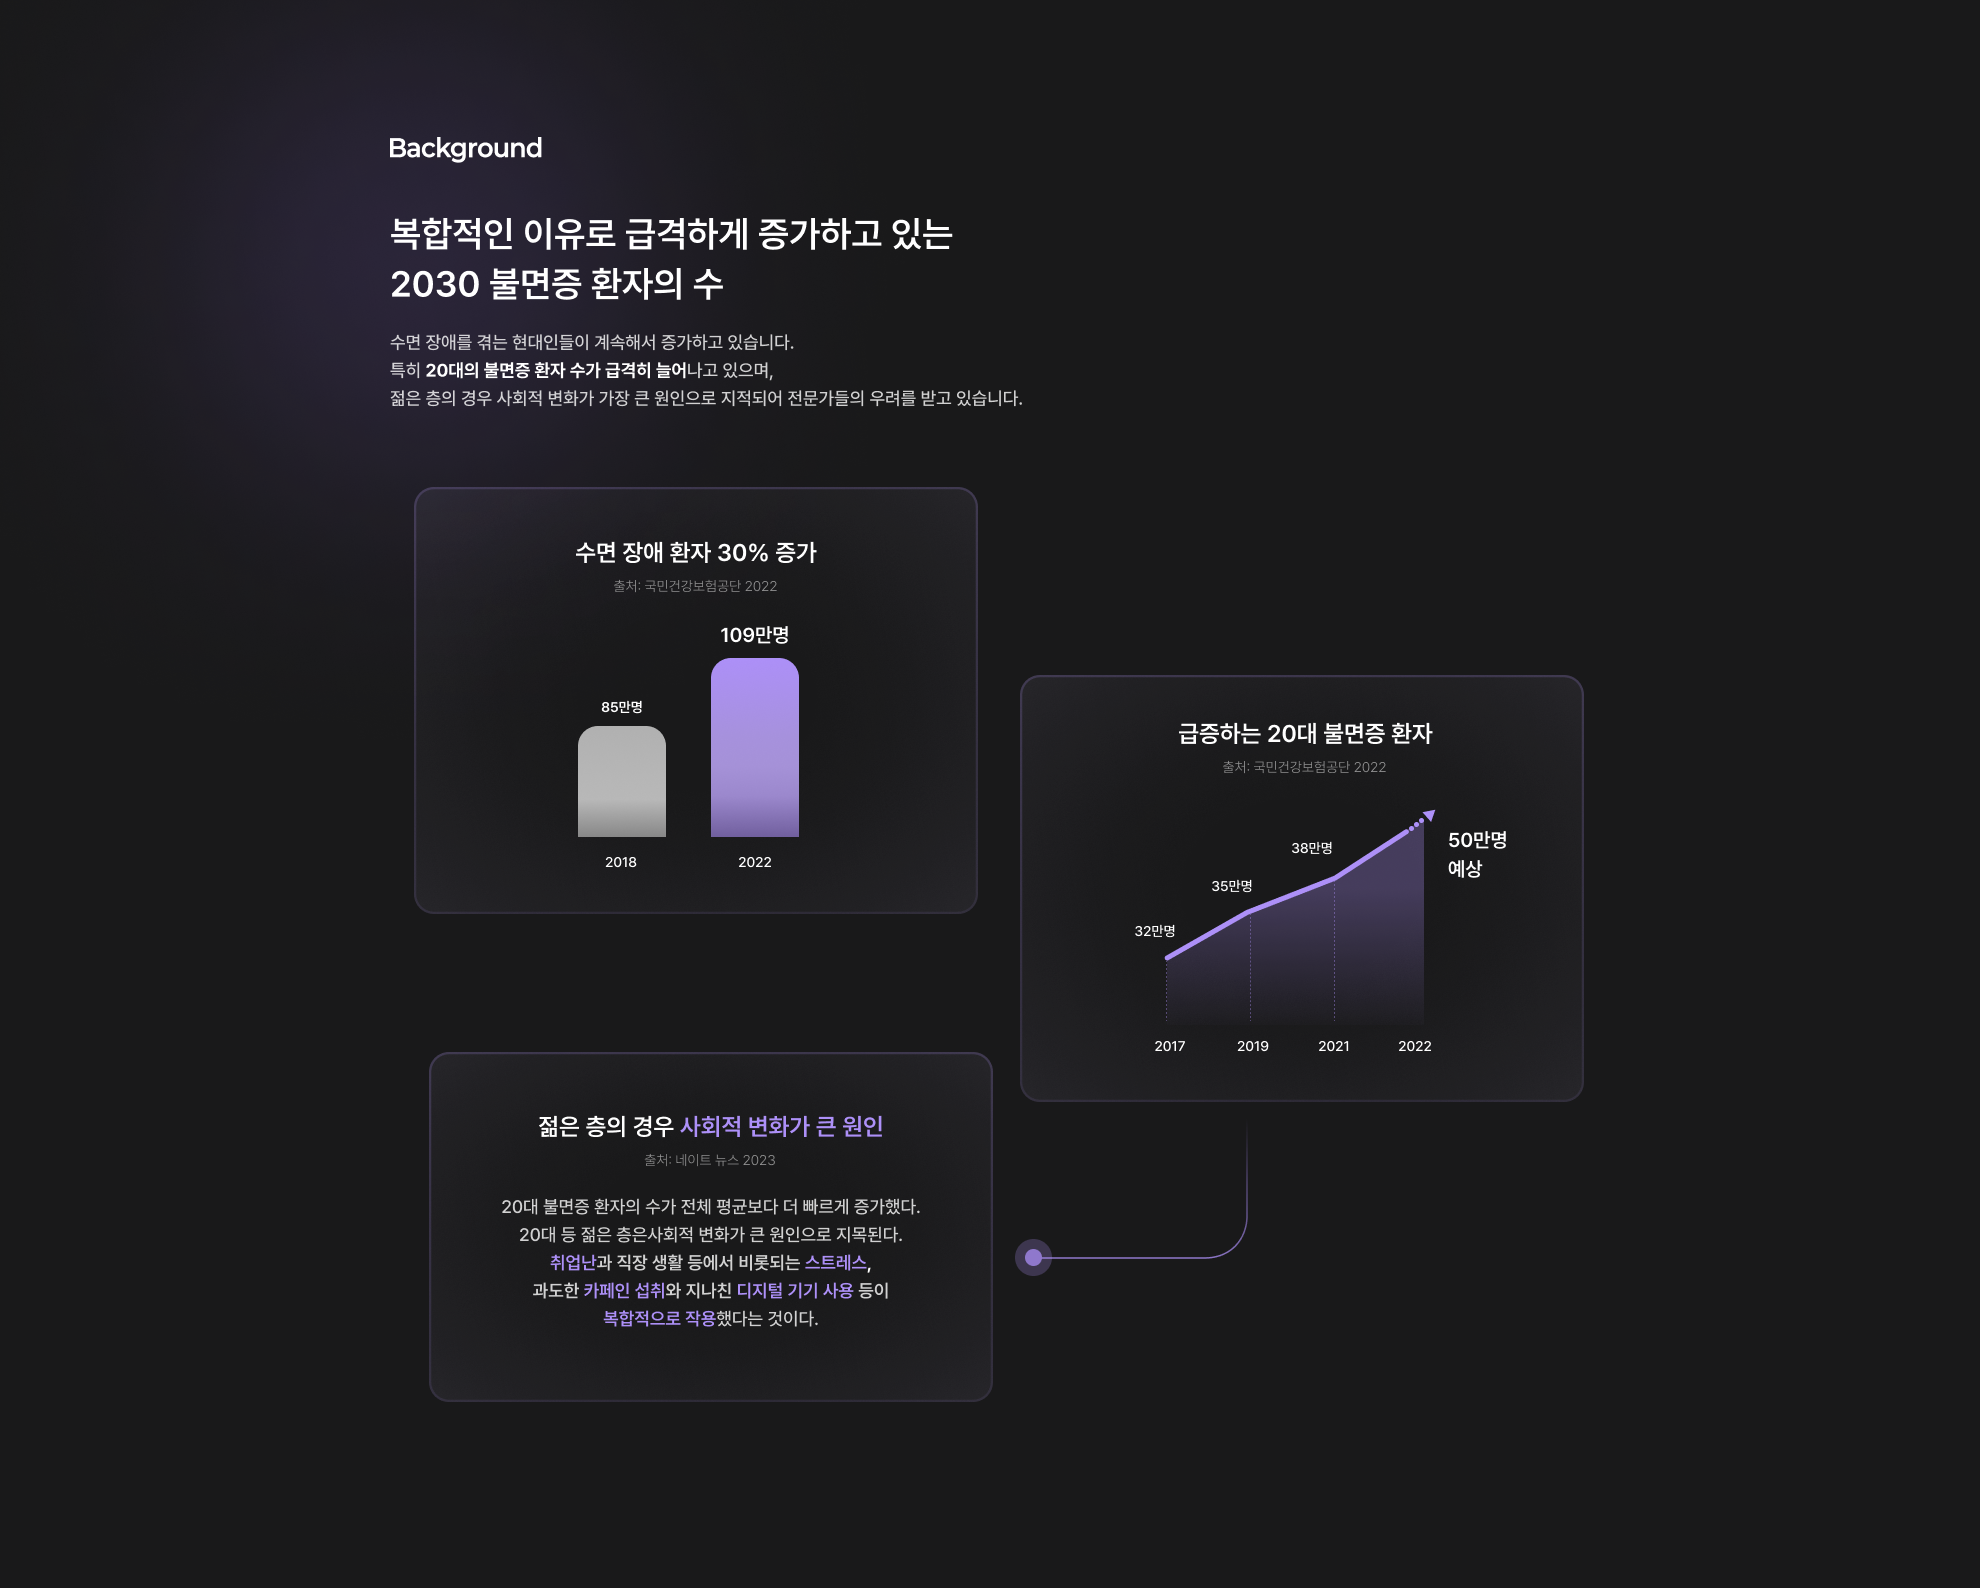 Background
복합적인 이유로 급격하게 증가하고 있는
2030 불면증 환자의 수
수면 장애를 겪는 현대인들이 계속해서 증가하고 있습니다.
특히 20대의 불면증 환자 수가 급격히 늘어나고 있으며,
젊은 층의 경우 사회적 변화가 가장 큰 원인으로 지적되어 전문가들의 우려를 받고 있습니다.
수면 장애 환자 30% 증가
출처: 국민건강보험공단 2022
109만명
85만명
2018
2022
급증하는 20대 불면증 환자
출처: 국민건강보험공단 2022
50만명
예상
38만명
35만명
32만명
2017
2019
2021
2022
젊은 층의 경우 사회적 변화가 큰 원인
출처: 네이트 뉴스 2023
20대 불면증 환자의 수가 전체 평균보다 더 빠르게 증가했다.
20대 등 젊은 층은사회적 변화가 큰 원인으로 지목된다.
취업난과 직장 생활 등에서 비롯되는 스트레스,
과도한 카페인 섭취와 지나친 디지털 기기 사용 등이
복합적으로 작용했다는 것이다.